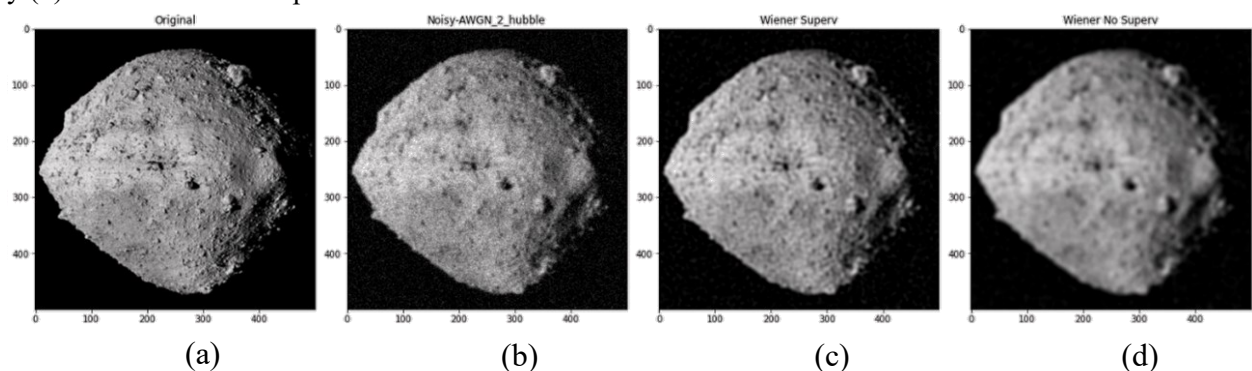 Original Noisy-AWGN_2_hubble Wiener Superv Wiener No Superv
0 0 0 0
100 100 100 100
200 200 200 200
300 300 300 300
400 400 400 400
0 100 200 300 400 0 100 200 300 400 0 100 200 300 400 0 100 200 300 400
(a) (b) (c) (d)